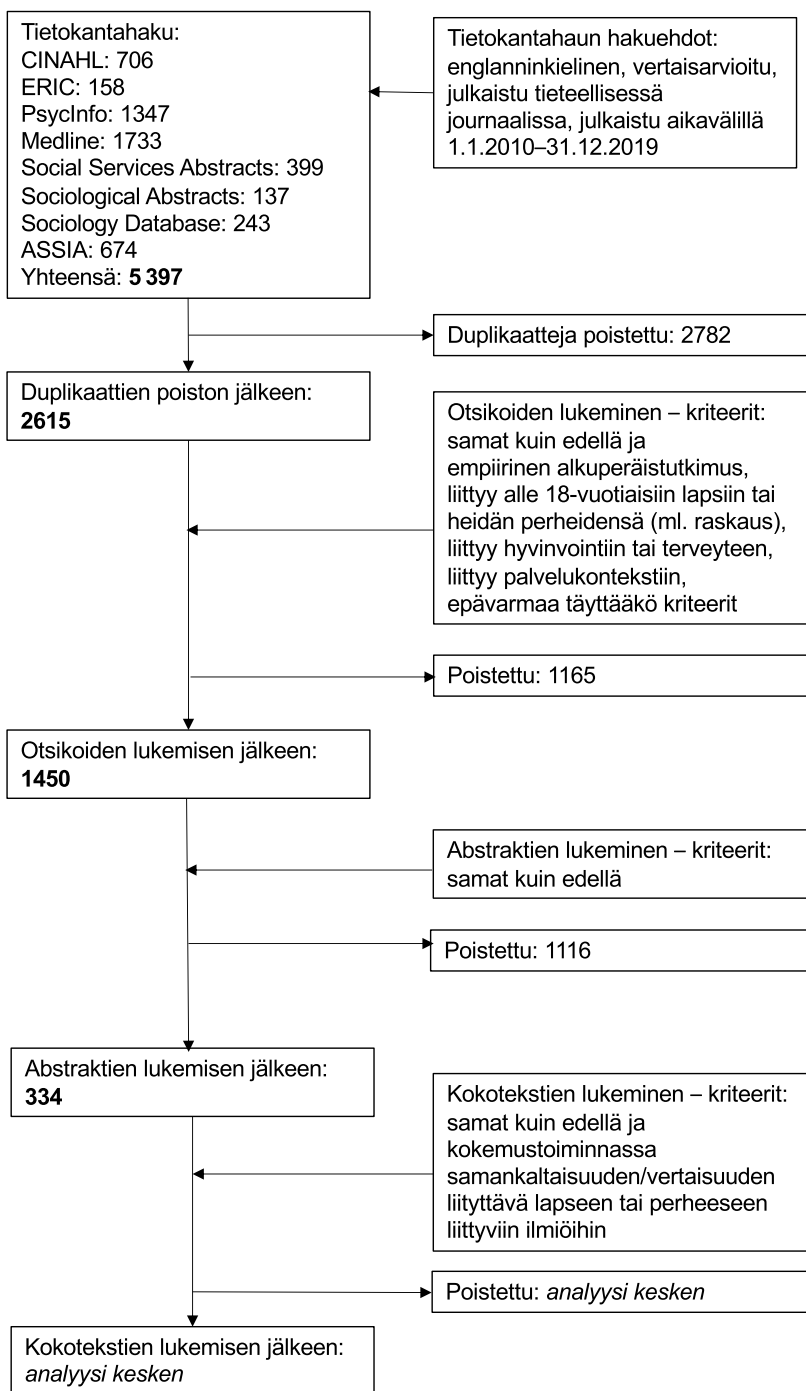 Tietokantahaku:
CINAHL: 706
ERIC: 158
PsycInfo: 1347
Medline: 1733
Social Services Abstracts: 399
Sociological Abstracts: 137
Sociology Database: 243
ASSIA: 674
Yhteensä: 5 397
Tietokantahaun hakuehdot:
englanninkielinen, vertaisarvioitu,
julkaistu tieteellisessä
journaalissa, julkaistu aikavälillä
1.1.2010–31.12.2019
Duplikaatteja poistettu: 2782
Duplikaattien poiston jälkeen:
2615
Otsikoiden lukeminen – kriteerit:
samat kuin edellä ja
empiirinen alkuperäistutkimus,
liittyy alle 18-vuotiaisiin lapsiin tai
heidän perheidensä (ml. raskaus),
liittyy hyvinvointiin tai terveyteen,
liittyy palvelukontekstiin,
epävarmaa täyttääkö kriteerit
Poistettu: 1165
Otsikoiden lukemisen jälkeen:
1450
Abstraktien lukeminen – kriteerit:
samat kuin edellä
Poistettu: 1116
Abstraktien lukemisen jälkeen:
334
Kokotekstien lukeminen – kriteerit:
samat kuin edellä ja
kokemustoiminnassa
samankaltaisuuden/vertaisuuden
liityttävä lapseen tai perheeseen
liittyviin ilmiöihin
Poistettu: analyysi kesken
Kokotekstien lukemisen jälkeen:
analyysi kesken